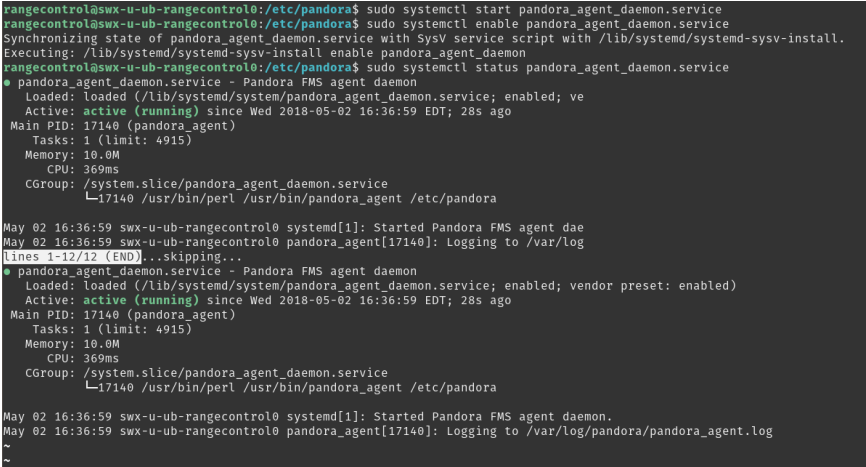 rangecontrol@swx-u-ub-rangecontrol0:/etc/pandora$ sudo systemctl start pandora_agent_daemon.service
rangecontrol@swx-u-ub-rangecontrol0:/etc/pandora$ sudo systemctl enable pandora_agent_daemon.service
Synchronizing state of pandora_agent_daemon.service with SysV service script with /lib/systemd/systemd-sysv-install.
Executing: /lib/systemd/systemd-sysv-install enable pandora_agent_daemon
rangecontrol@swx-u-ub-rangecontrol0:/etc/pandora$ sudo systemctl status pandora_agent_daemon.service
● pandora_agent_daemon.service - Pandora FMS agent daemon
   Loaded: loaded (/lib/systemd/system/pandora_agent_daemon.service; enabled; ve
   Active: active (running) since Wed 2018-05-02 16:36:59 EDT; 28s ago
 Main PID: 17140 (pandora_agent)
    Tasks: 1 (limit: 4915)
   Memory: 10.0M
      CPU: 369ms
   CGroup: /system.slice/pandora_agent_daemon.service
           └─17140 /usr/bin/perl /usr/bin/pandora_agent /etc/pandora
May 02 16:36:59 swx-u-ub-rangecontrol0 systemd[1]: Started Pandora FMS agent dae
May 02 16:36:59 swx-u-ub-rangecontrol0 pandora_agent[17140]: Logging to /var/log
lines 1-12/12 (END)...skipping...
● pandora_agent_daemon.service - Pandora FMS agent daemon
   Loaded: loaded (/lib/systemd/system/pandora_agent_daemon.service; enabled; vendor preset: enabled)
   Active: active (running) since Wed 2018-05-02 16:36:59 EDT; 28s ago
 Main PID: 17140 (pandora_agent)
    Tasks: 1 (limit: 4915)
   Memory: 10.0M
      CPU: 369ms
   CGroup: /system.slice/pandora_agent_daemon.service
           └─17140 /usr/bin/perl /usr/bin/pandora_agent /etc/pandora
May 02 16:36:59 swx-u-ub-rangecontrol0 systemd[1]: Started Pandora FMS agent daemon.
May 02 16:36:59 swx-u-ub-rangecontrol0 pandora_agent[17140]: Logging to /var/log/pandora/pandora_agent.log
~
~